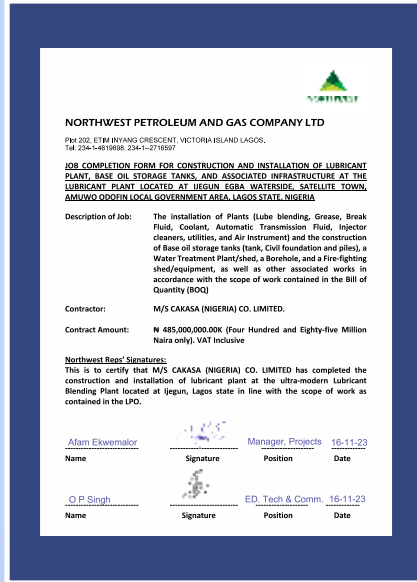 NORTHWEST PETROLEUM AND GAS COMPANY LTD
Plot 202, ETIM INYANG CRESCENT, VICTORIA ISLAND LAGOS,
Tel: 234-1-4619698, 234-1--2716597
JOB COMPLETION FORM FOR CONSTRUCTION AND INSTALLATION OF LUBRICANT
PLANT, BASE OIL STORAGE TANKS, AND ASSOCIATED INFRASTRUCTURE AT THE
LUBRICANT PLANT LOCATED AT IJEGUN EGBA WATERSIDE, SATELLITE TOWN,
AMUWO ODOFIN LOCAL GOVERNMENT AREA, LAGOS STATE, NIGERIA
Description of Job: The installation of Plants (Lube blending, Grease, Break
Fluid, Coolant, Automatic Transmission Fluid, Injector
cleaners, utilities, and Air Instrument) and the construction
of Base oil storage tanks (tank, Civil foundation and piles), a
Water Treatment Plant/shed, a Borehole, and a Fire-fighting
shed/equipment, as well as other associated works in
accordance with the scope of work contained in the Bill of
Quantity (BOQ)
Contractor: M/S CAKASA (NIGERIA) CO. LIMITED.
Contract Amount: ₦ 485,000,000.00K (Four Hundred and Eighty-five Million
Naira only). VAT Inclusive
Northwest Reps' Signatures:
This is to certify that M/S CAKASA (NIGERIA) CO. LIMITED has completed the
construction and installation of lubricant plant at the ultra-modern Lubricant
Blending Plant located at Ijegun, Lagos state in line with the scope of work as
contained in the LPO.
Afam Ekwemalor Manager, Projects 16-11-23
Name Signature Position Date
O P Singh ED. Tech & Comm. 16-11-23
Name Signature Position Date